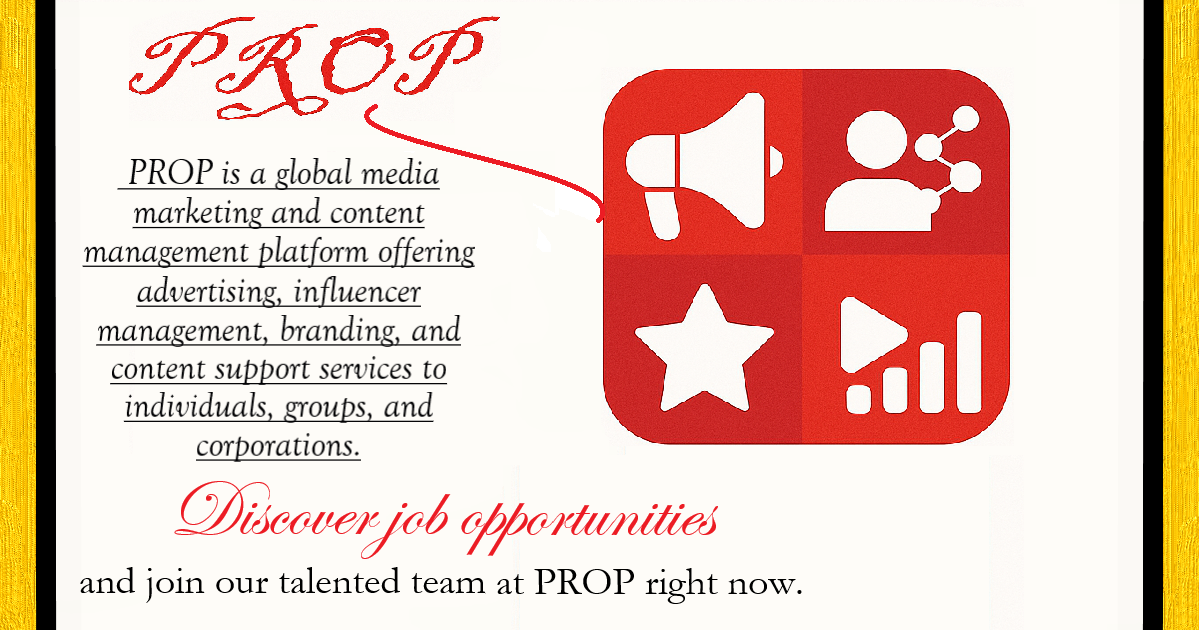 PROP
PROP is a global media
marketing and content
management platform offering
advertising, influencer
management, branding, and
content support services to
individuals, groups, and
corporations.
Discover job opportunities
and join our talented team at PROP right now.